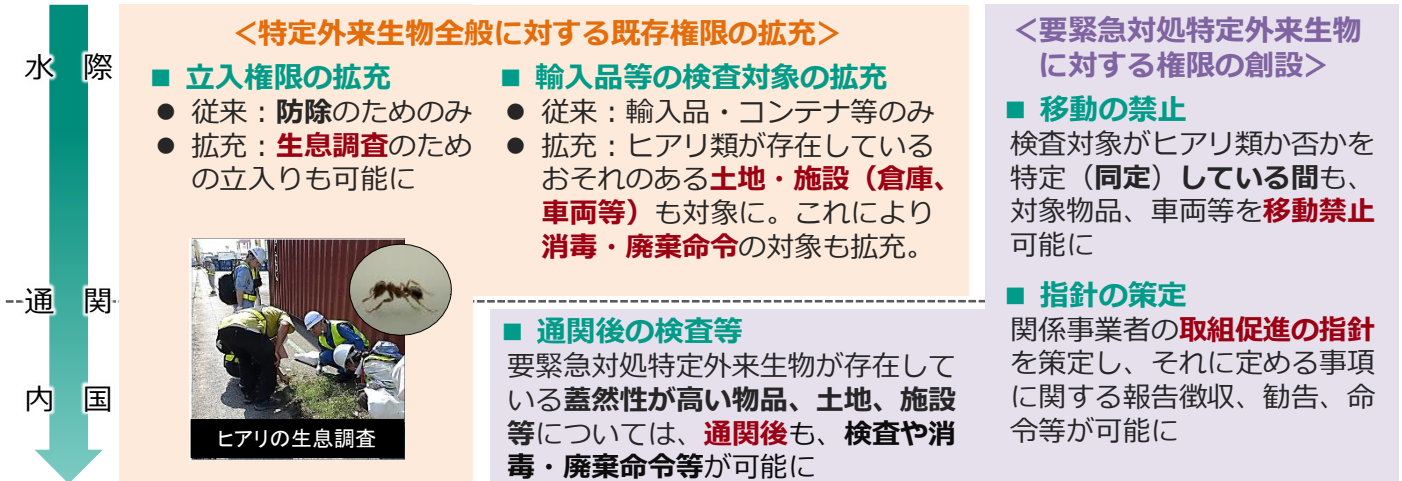 水 際
通 関
国 内
<特定外来生物全般に対する既存権限の拡充>
■ 立入権限の拡充
● 従来：防除のためのみ
● 拡充：生息調査のため
の立入りも可能に
ヒアリの生息調査
■ 輸入品等の検査対象の拡充
● 従来：輸入品・コンテナ等のみ
● 拡充：ヒアリ類が存在している
おそれのある土地・施設（倉庫、
車両等）も対象に。これにより
消毒・廃棄命令の対象も拡充。
■ 通関後の検査等
要緊急対処特定外来生物が存在して
いる蓋然性が高い物品、土地、施設
等については、通関後も、検査や消
毒・廃棄命令等が可能に
<要緊急対処特定外来生物
に対する権限の創設>
■ 移動の禁止
検査対象がヒアリ類か否かを
特定（同定）している間も、
対象物品、車両等を移動禁止
可能に
■ 指針の策定
関係事業者の取組促進の指針
を策定し、それに定める事項
に関する報告徴収、勧告、命
令等が可能に